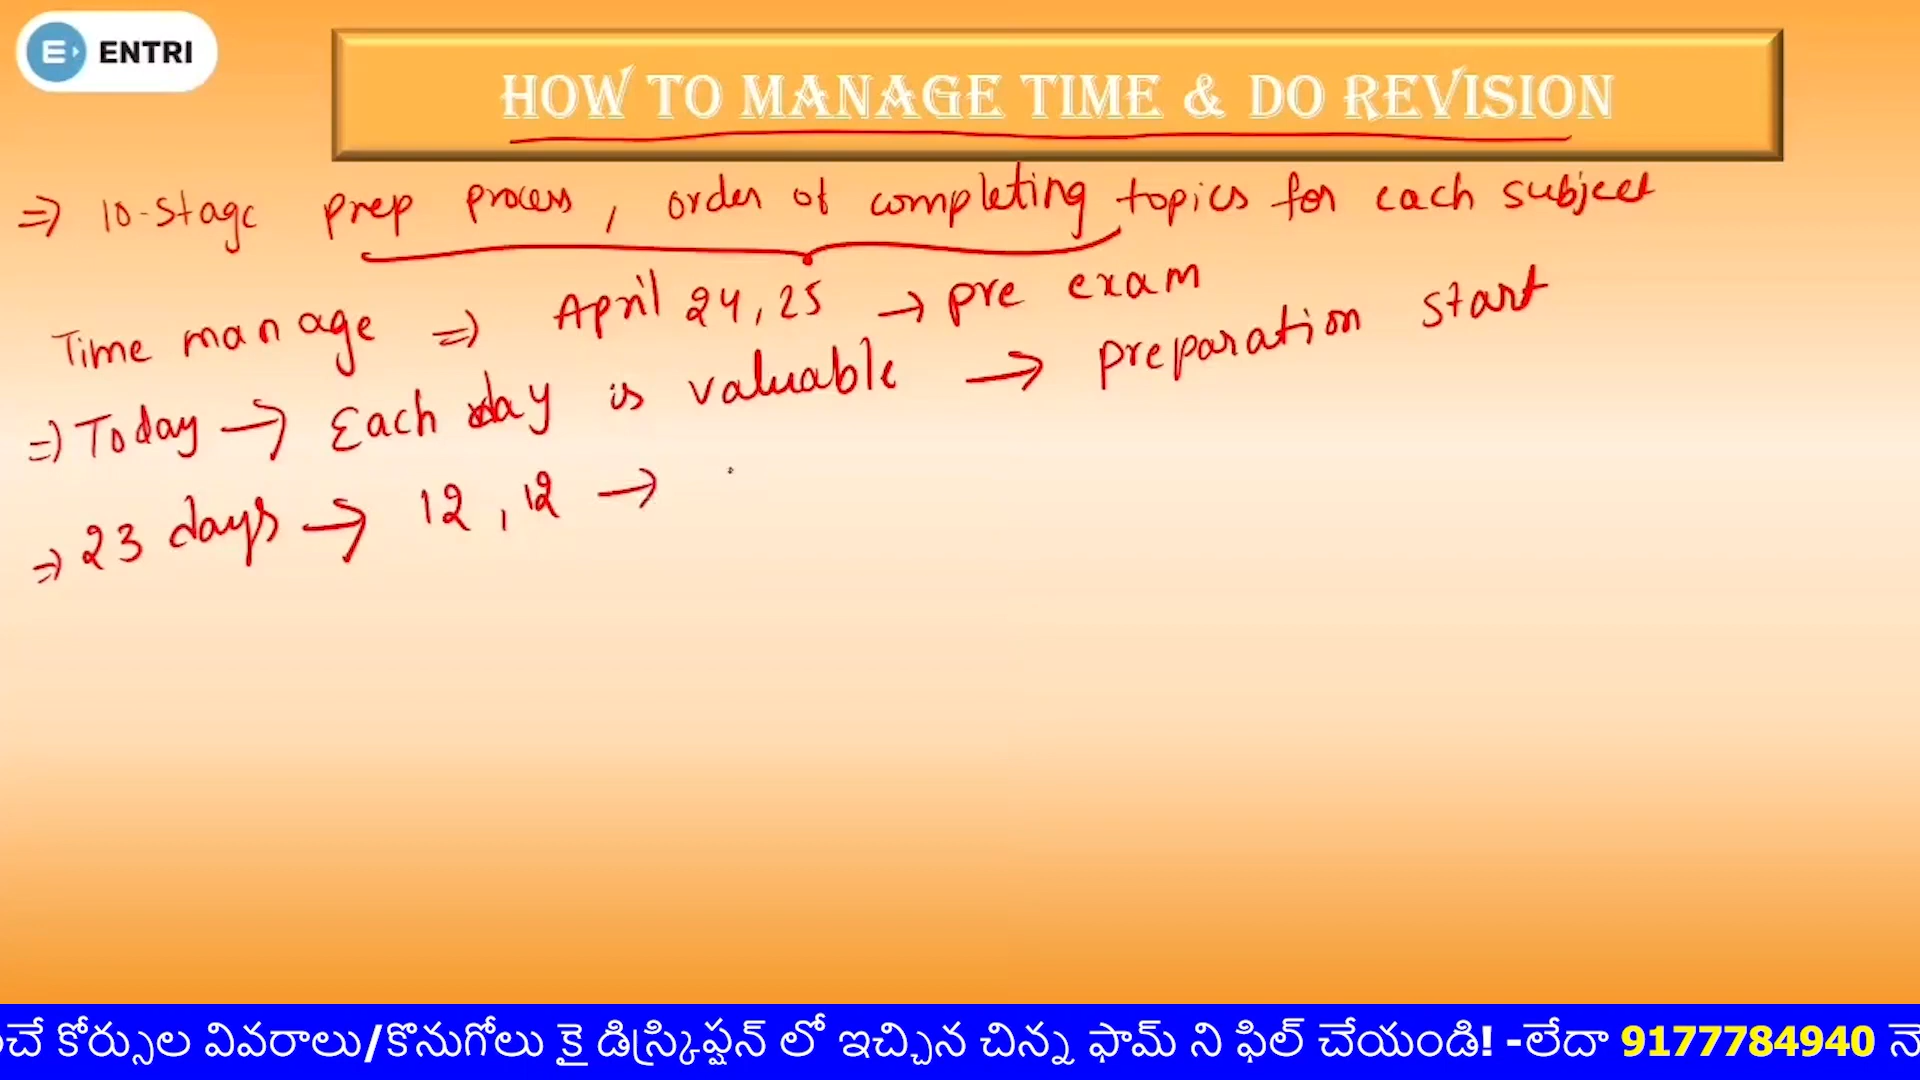 ENTRI
HOW TO MANAGE TIME & DO REVISION
=> 10-stage prep process, order of completing topics for each subject
Time manage => April 24, 25 → pre exam
=> Today → Each day is valuable → preparation start
=> 23 days → 12, 12 →
చే కోర్సుల వివరాలు/కొనుగోలు కై డిస్క్రిప్షన్ లో ఇచ్చిన చిన్న ఫామ్ ని ఫిల్ చేయండి! -లేదా 9177784940